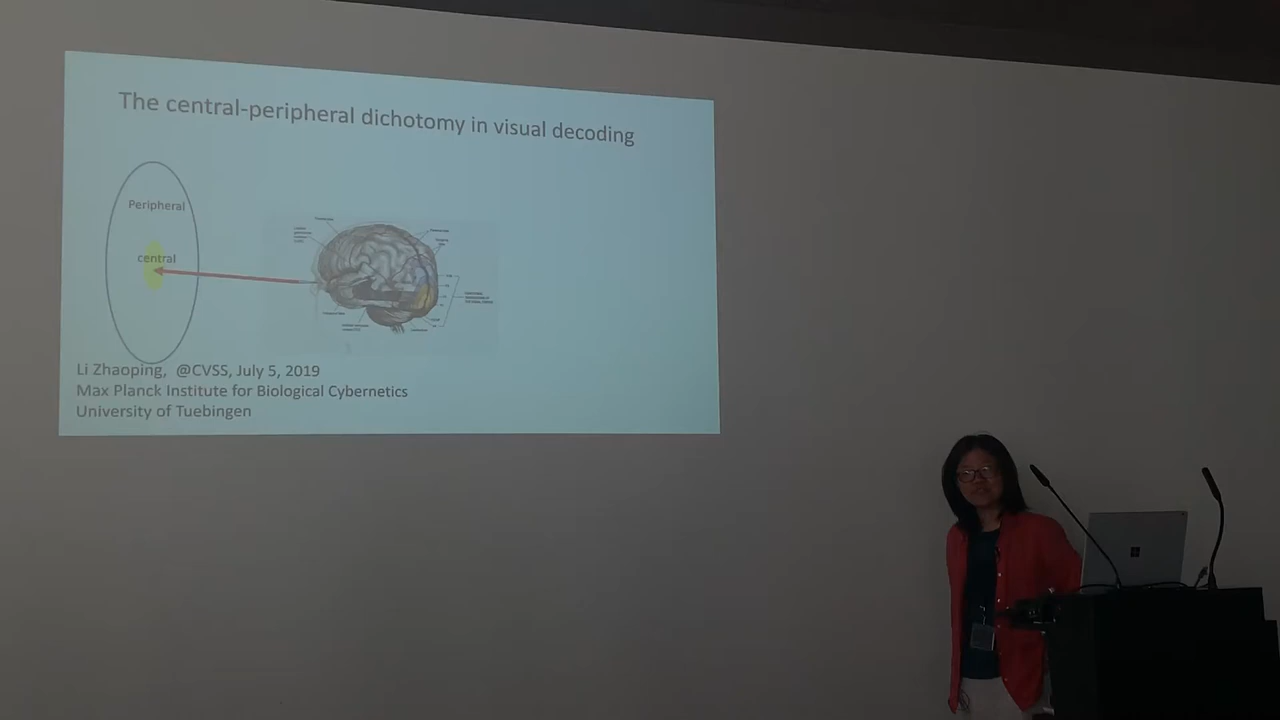 The central-peripheral dichotomy in visual decoding
Peripheral
central
Li Zhaoping, @CVSS, July 5, 2019
Max Planck Institute for Biological Cybernetics
University of Tuebingen